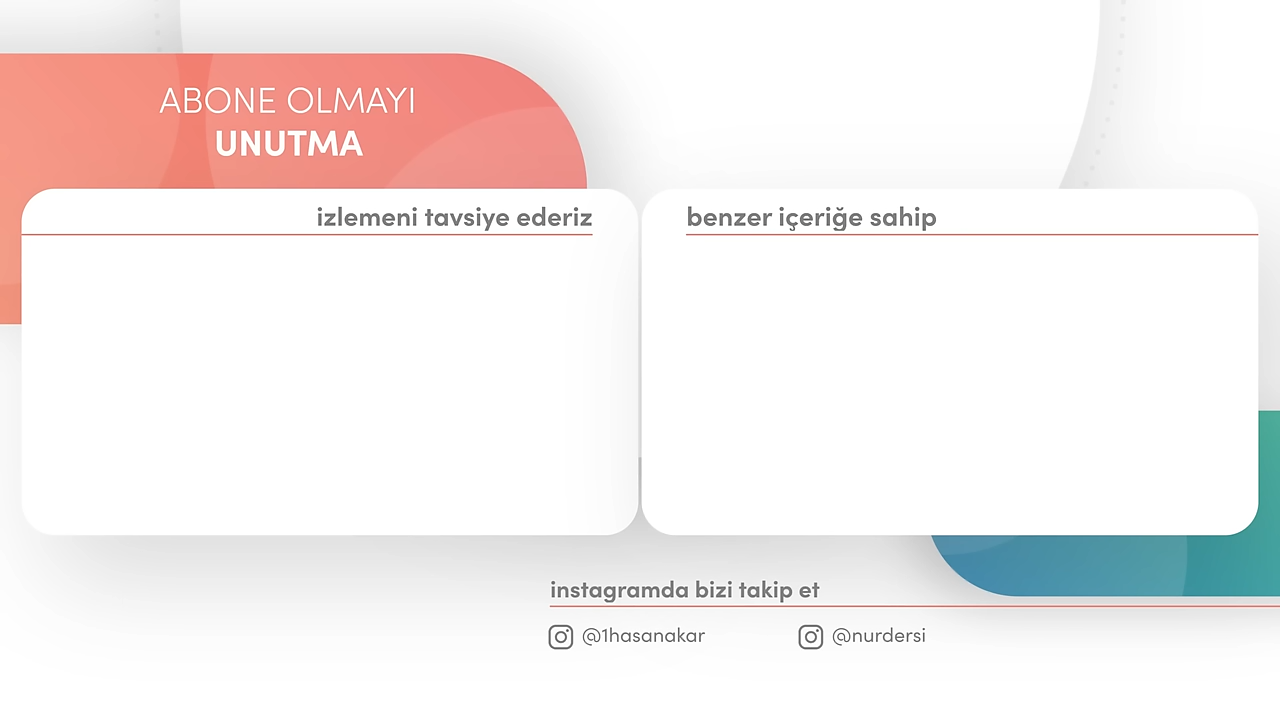 ABONE OLMAYI
UNUTMA
izlemeni tavsiye ederiz
benzer içeriğe sahip
instagramda bizi takip et
@1hasanakar
@nurdersi